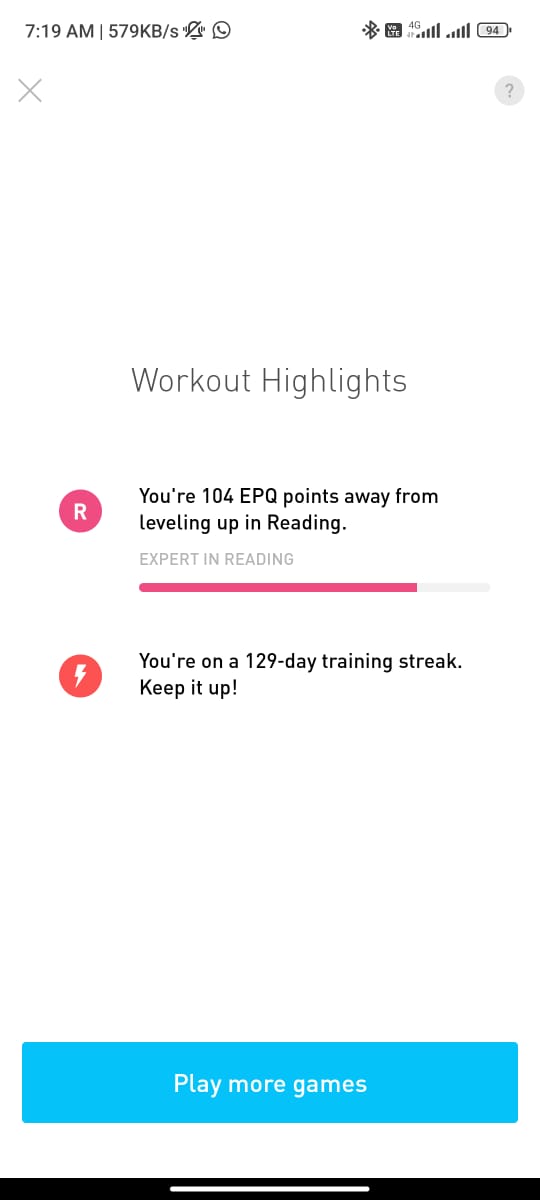 7:19 AM | 579KB/s
Vo LTE 4G 94
?
Workout Highlights
R
You're 104 EPQ points away from
leveling up in Reading.
EXPERT IN READING
You're on a 129-day training streak.
Keep it up!
Play more games